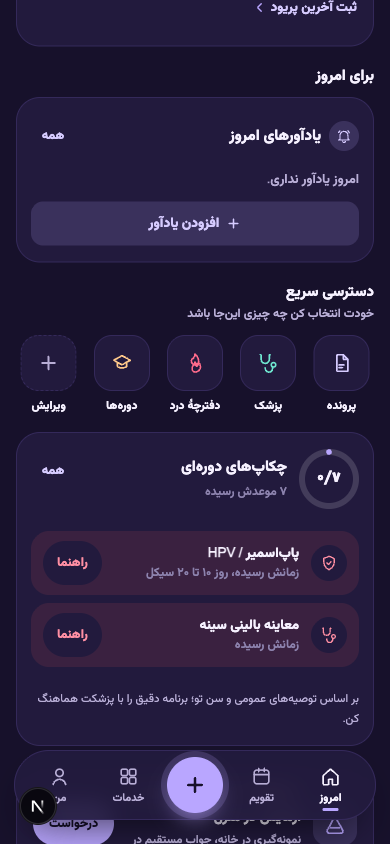 ثبت آخرین پریود
برای امروز
یادآورهای امروز
همه
امروز یادآور نداری.
+ افزودن یادآور
دسترسی سریع
خودت انتخاب کن چه چیزی این‌جا باشد
پرونده
پزشک
دفترچهٔ درد
دوره‌ها
ویرایش
۰/۷
چکاپ‌های دوره‌ای
همه
۷ موعدش رسیده
پاپ‌اسمیر / HPV
زمانش رسیده، روز ۱۰ تا ۲۰ سیکل
راهنما
معاینه بالینی سینه
زمانش رسیده
راهنما
بر اساس توصیه‌های عمومی و سن تو؛ برنامه دقیق را با پزشکت هماهنگ
کن.
امروز
تقویم
خدمات
من
N
درخواست
نمونه‌گیری در خانه، جواب مستقیم در